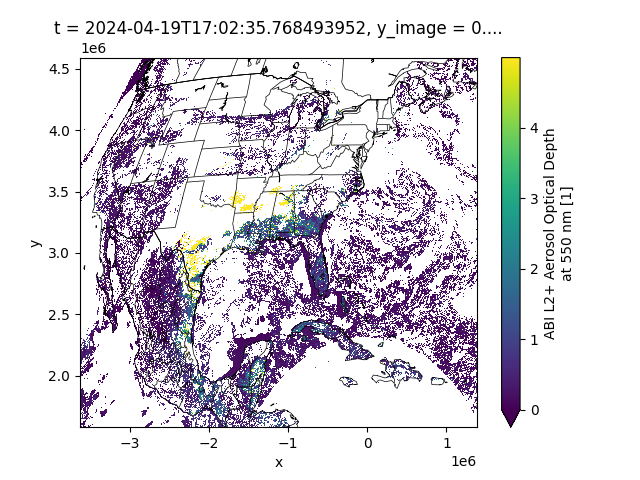 t = 2024-04-19T17:02:35.768493952, y_image = 0....
1e6
4.5
4.0
3.5
3.0
2.5
2.0
y
−3
−2
−1
0
1
x
1e6
4
3
2
1
0
ABI L2+ Aerosol Optical Depth
at 550 nm [1]